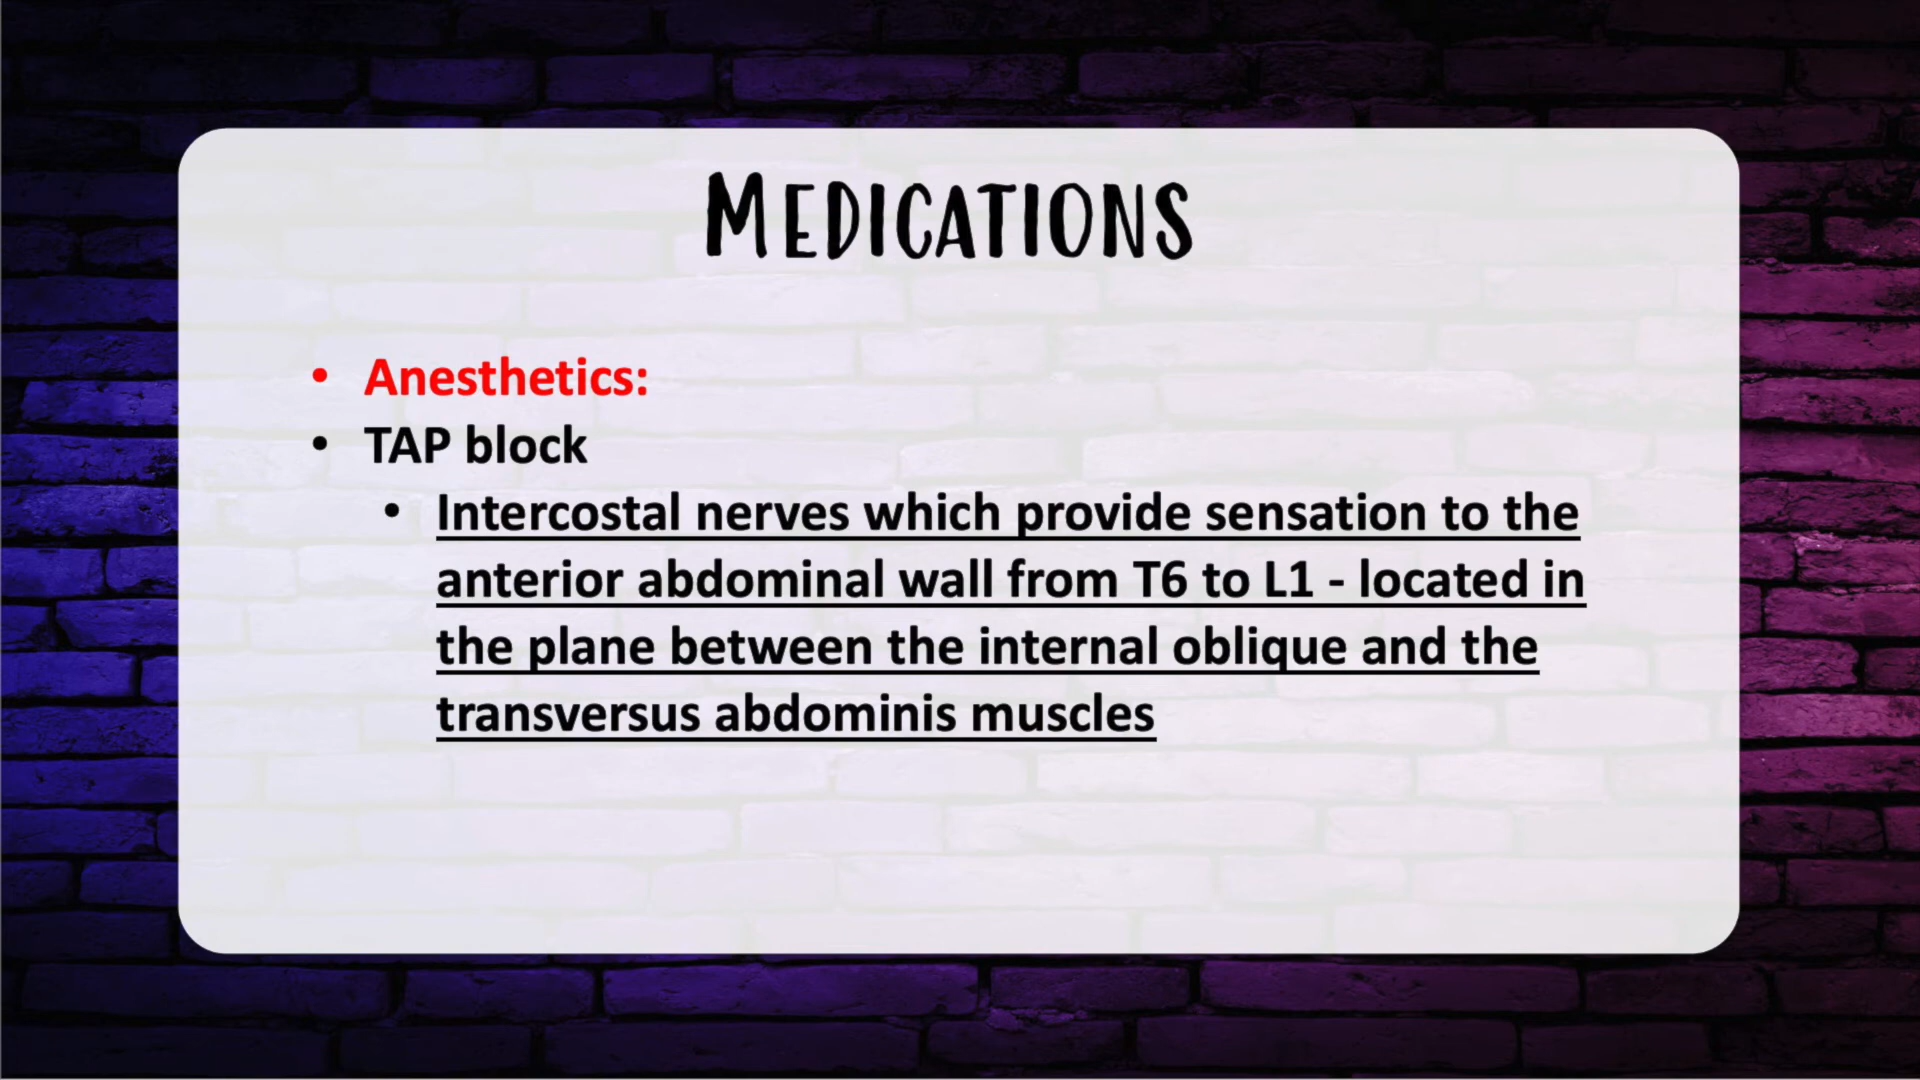 MEDICATIONS
• Anesthetics:
• TAP block
• Intercostal nerves which provide sensation to the
anterior abdominal wall from T6 to L1 - located in
the plane between the internal oblique and the
transversus abdominis muscles